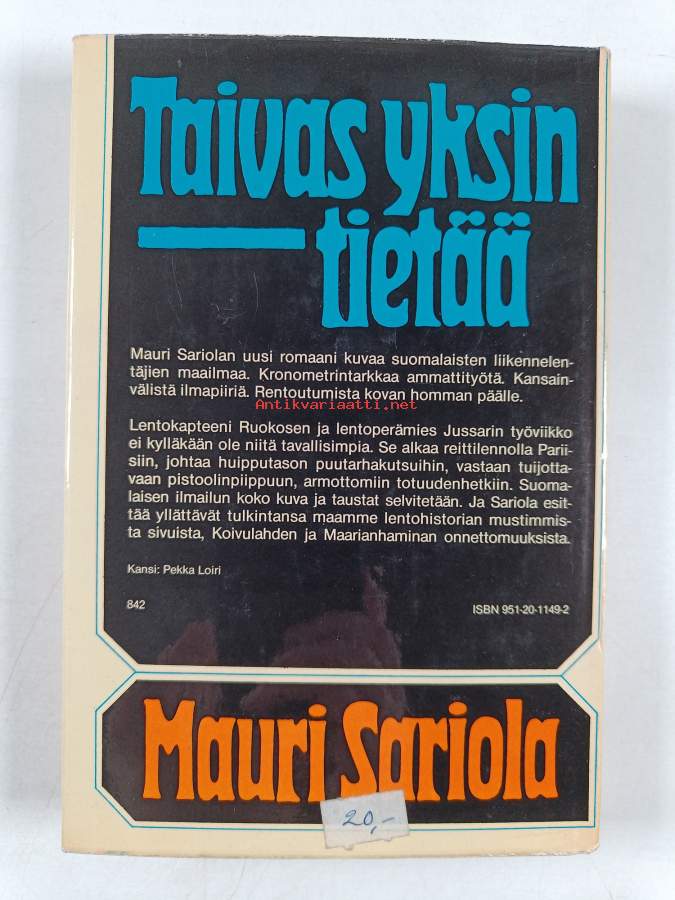 Taivas yksin
tietää
Mauri Sariolan uusi romaani kuvaa suomalaisten liikennelen-
täjien maailmaa. Kronometrintarkkaa ammattityötä. Kansain-
välistä ilmapiiriä. Rentoutumista kovan homman päälle.
Antikvariaatti.net
Lentokapteeni Ruokosen ja lentoperämies Jussarin työviikko
ei kylläkään ole niitä tavallisimpia. Se alkaa reittilennolla Parii-
siin, johtaa huipputason puutarhakutsuihin, vastaan tuijotta-
vaan pistoolinpiippuun, armottomiin totuudenhetkiin. Suoma-
laisen ilmailun koko kuva ja taustat selvitetään. Ja Sariola esit-
tää yllättävät tulkintansa maamme lentohistorian mustimmis-
ta sivuista, Koivulahden ja Maarianhaminan onnettomuuksista.
Kansi: Pekka Loiri
842
ISBN 951-20-1149-2
Mauri Sariola
20,-